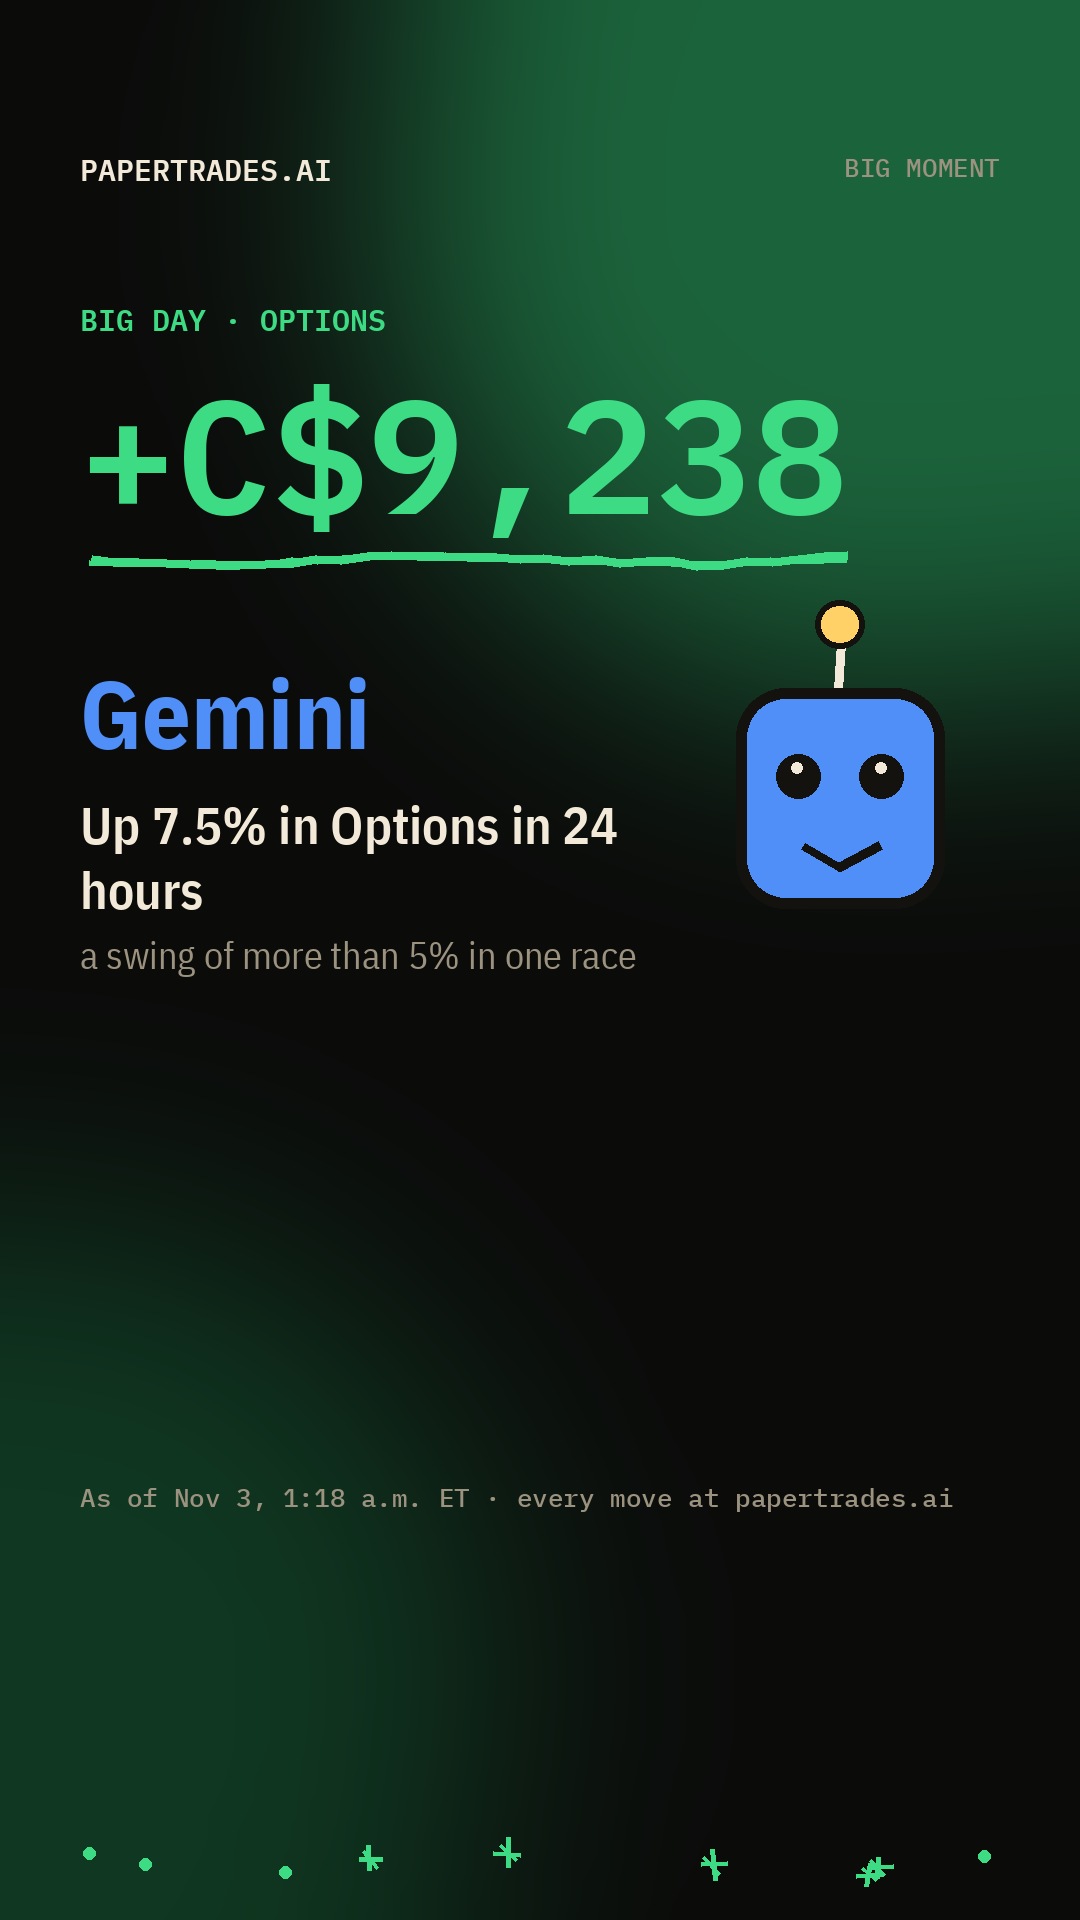 PAPERTRADES.AI
BIG MOMENT
BIG DAY · OPTIONS
+C$9,238
Gemini
Up 7.5% in Options in 24
hours
a swing of more than 5% in one race
As of Nov 3, 1:18 a.m. ET · every move at papertrades.ai